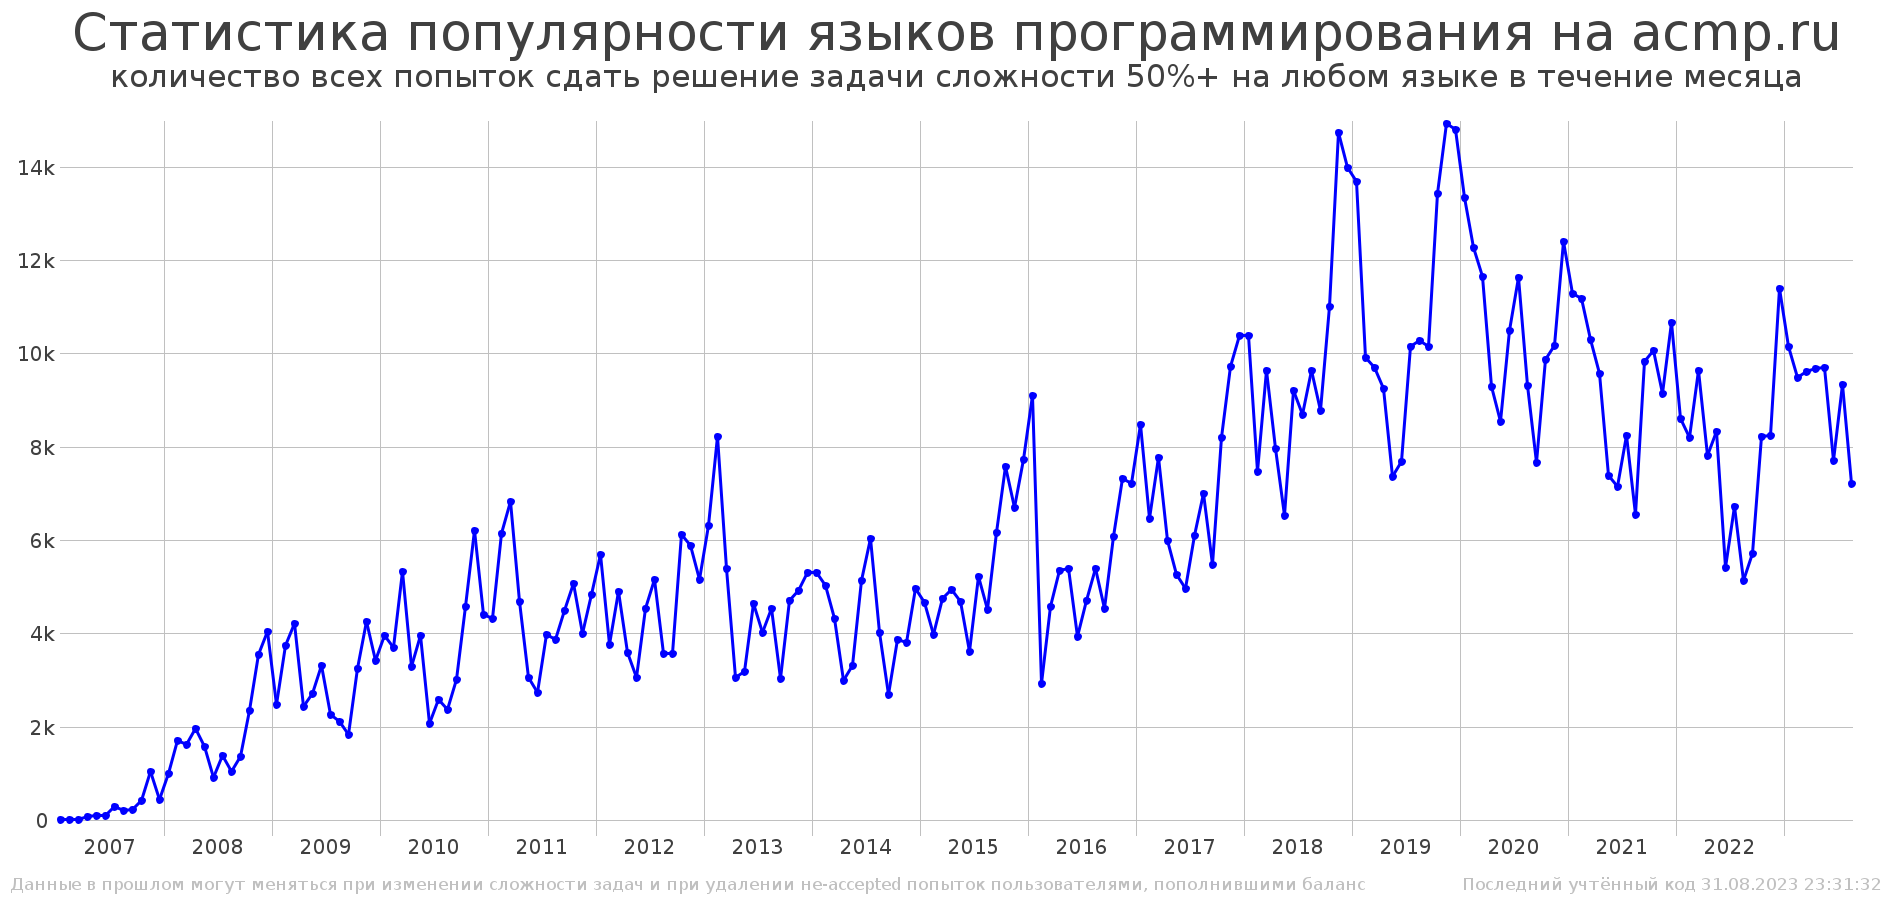 Статистика популярности языков программирования на acmp.ru
количество всех попыток сдать решение задачи сложности 50%+ на любом языке в течение месяца
14k
12k
10k
8k
6k
4k
2k
0
2007 2008 2009 2010 2011 2012 2013 2014 2015 2016 2017 2018 2019 2020 2021 2022
Данные в прошлом могут меняться при изменении сложности задач и при удалении не-accepted попыток пользователями, пополнившими баланс
Последний учтённый код 31.08.2023 23:31:32